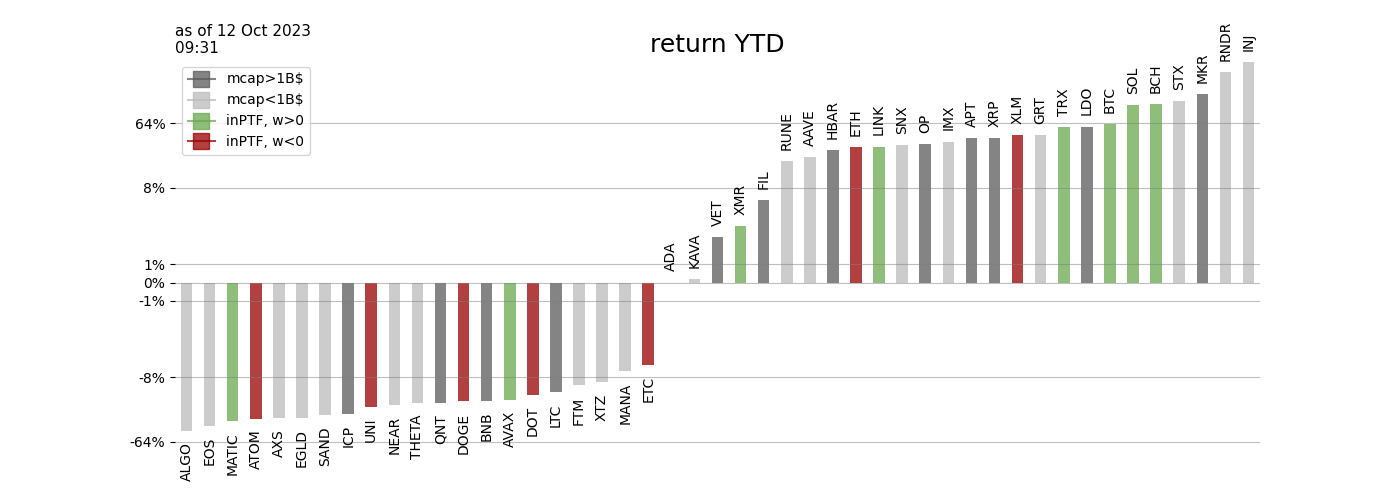 as of 12 Oct 2023
09:31
return YTD
mcap>1B$
mcap<1B$
inPTF, w>0
inPTF, w<0
64%
8%
1%
0%
-1%
-8%
-64%
ALGO
EOS
MATIC
ATOM
AXS
EGLD
SAND
ICP
UNI
NEAR
THETA
QNT
DOGE
BNB
AVAX
DOT
LTC
FTM
XTZ
MANA
ETC
ADA
KAVA
VET
XMR
FIL
RUNE
AAVE
HBAR
ETH
LINK
SNX
OP
IMX
APT
XRP
XLM
GRT
TRX
LDO
BTC
SOL
BCH
STX
MKR
RNDR
INJ